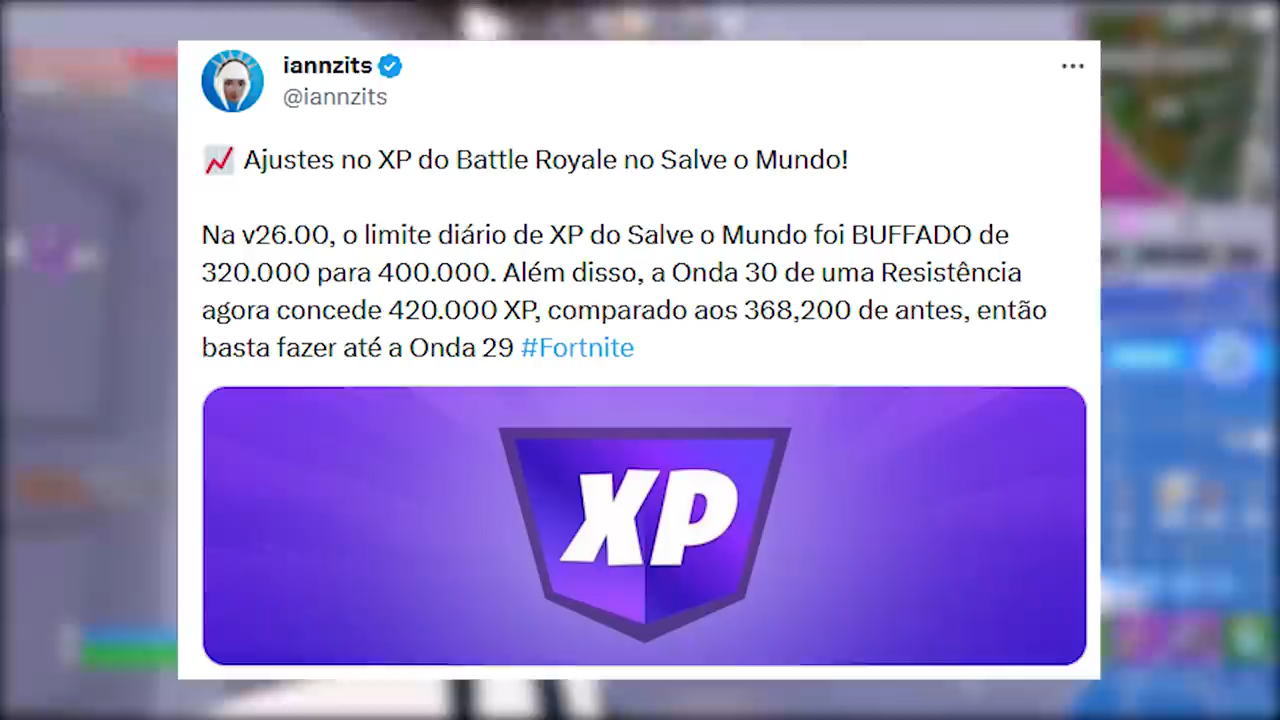 iannzits
@iannzits
📈 Ajustes no XP do Battle Royale no Salve o Mundo!
Na v26.00, o limite diário de XP do Salve o Mundo foi BUFFADO de
320.000 para 400.000. Além disso, a Onda 30 de uma Resistência
agora concede 420.000 XP, comparado aos 368,200 de antes, então
basta fazer até a Onda 29 #Fortnite
XP